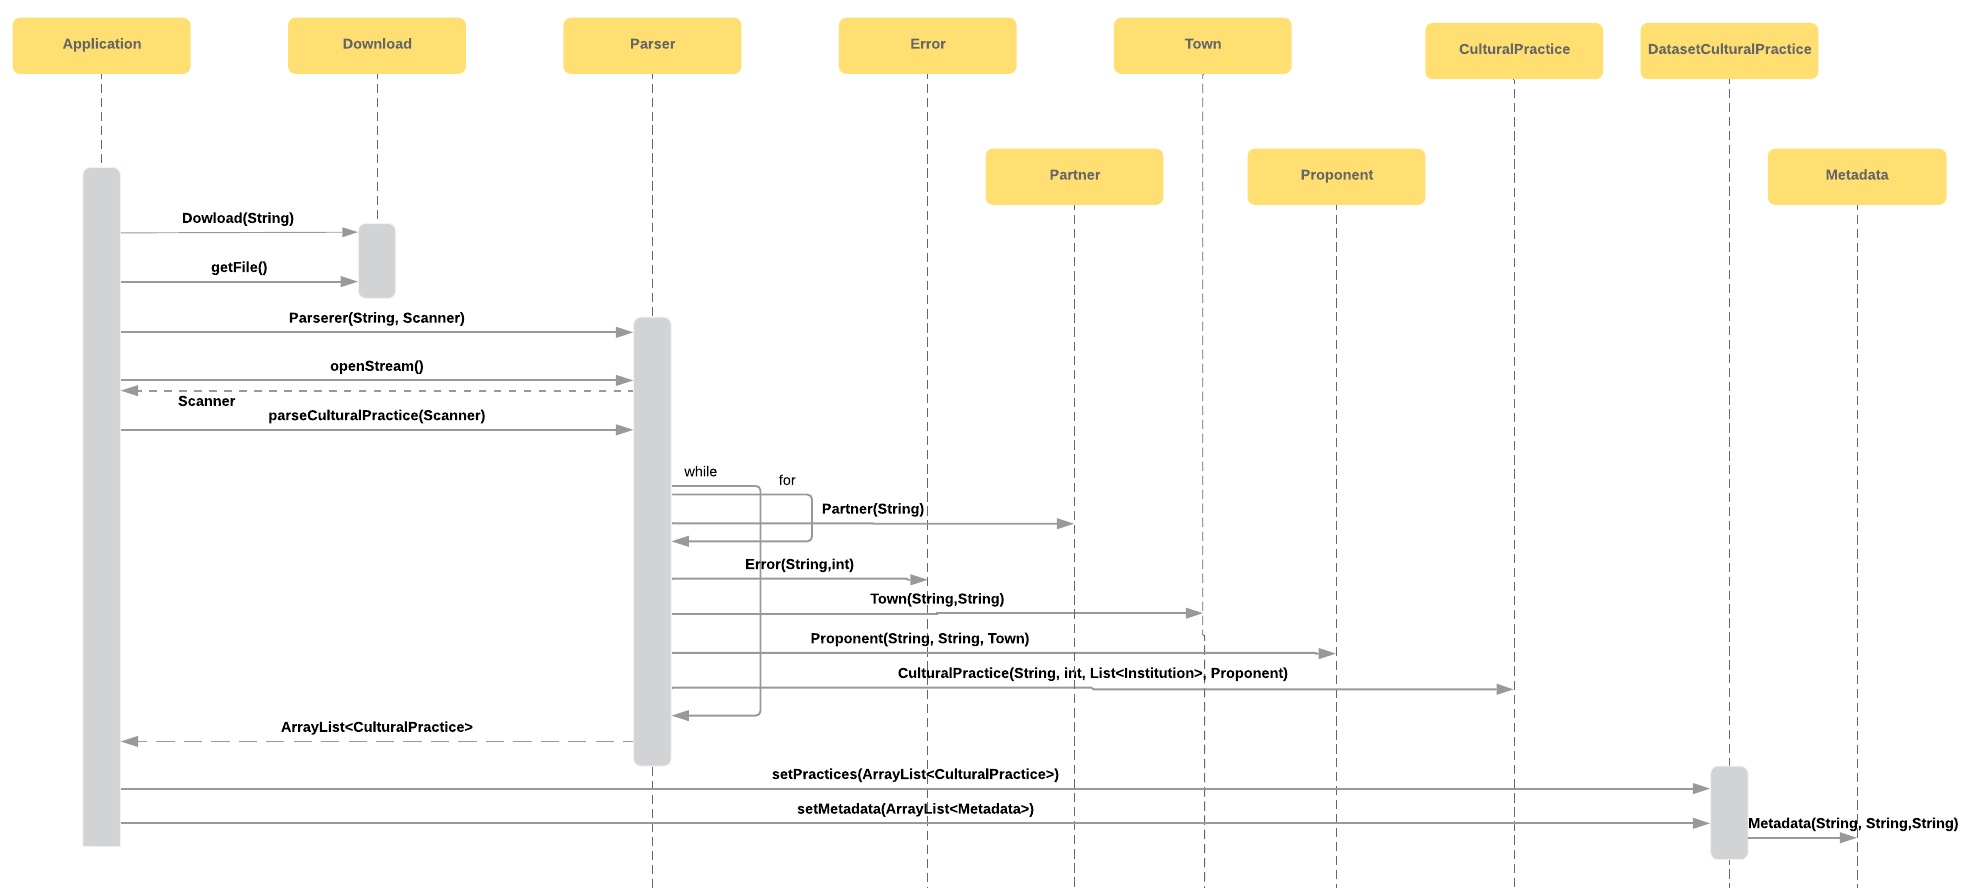 Application
Download
Parser
Error
Town
CulturalPractice
DatasetCulturalPractice
Partner
Proponent
Metadata
Dowload(String)
getFile()
Parserer(String, Scanner)
openStream()
Scanner
parseCulturalPractice(Scanner)
while
for
Partner(String)
Error(String,int)
Town(String,String)
Proponent(String, String, Town)
CulturalPractice(String, int, List<Institution>, Proponent)
ArrayList<CulturalPractice>
setPractices(ArrayList<CulturalPractice>)
setMetadata(ArrayList<Metadata>)
Metadata(String, String,String)